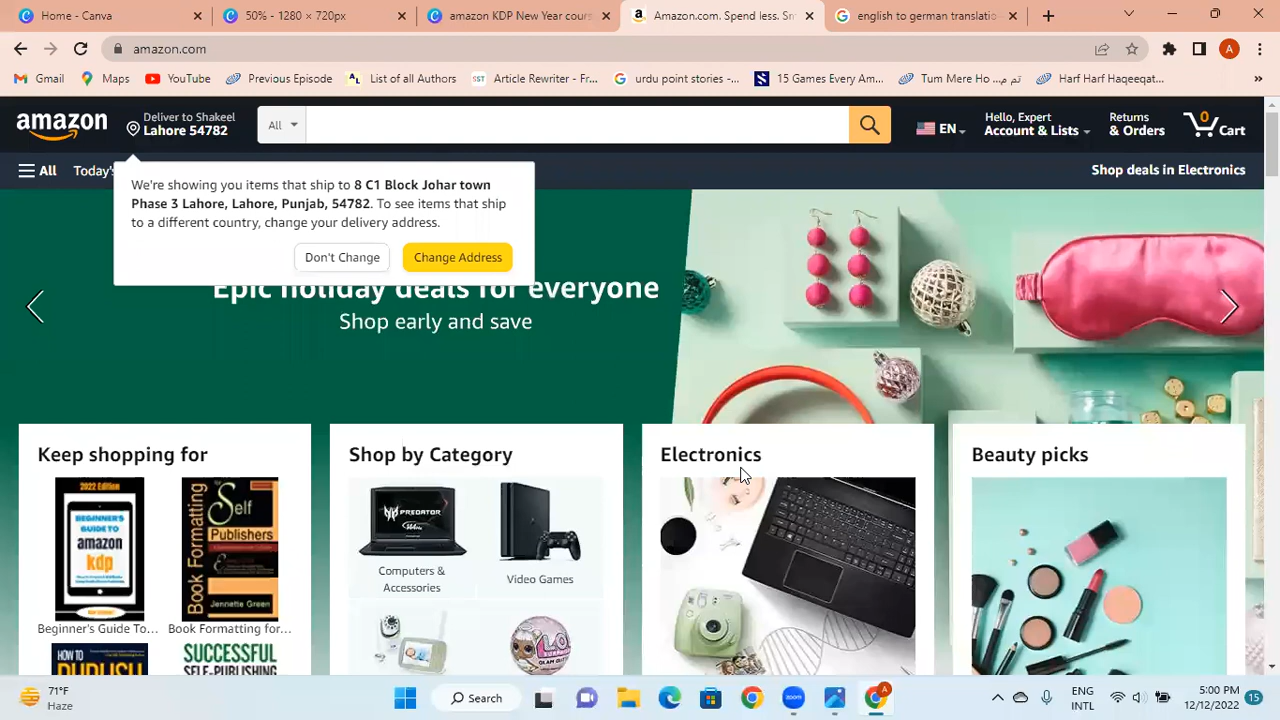 Home - Canva
50% - 1280 × 720px
amazon KDP New Year cours
Amazon.com. Spend less. Sm
english to german translatio
amazon.com
Gmail
Maps
YouTube
Previous Episode
List of all Authors
Article Rewriter - Fr...
urdu point stories -...
15 Games Every Am...
Tum Mere Ho ...تم م
Harf Harf Haqeeqat...
amazon
Deliver to Shakeel
Lahore 54782
All
EN
Hello, Expert
Account & Lists
Returns
& Orders
0
Cart
All
Today's
Shop deals in Electronics
We're showing you items that ship to 8 C1 Block Johar town
Phase 3 Lahore, Lahore, Punjab, 54782. To see items that ship
to a different country, change your delivery address.
Don't Change
Change Address
Epic holiday deals for everyone
Shop early and save
Keep shopping for
Shop by Category
Electronics
Beauty picks
2022 Edition
BEGINNER'S
GUIDE TO
amazon
kdp
Book Formatting for
Self
Publishers
Jennette Green
PREDATOR
Computers &
Accessories
Video Games
Beginner's Guide To...
Book Formatting for...
HOW TO
PUBLISH
SUCCESSFUL
SELF-PUBLISHING
71°F
Haze
Search
zoom
A
ENG
INTL
5:00 PM
12/12/2022
15